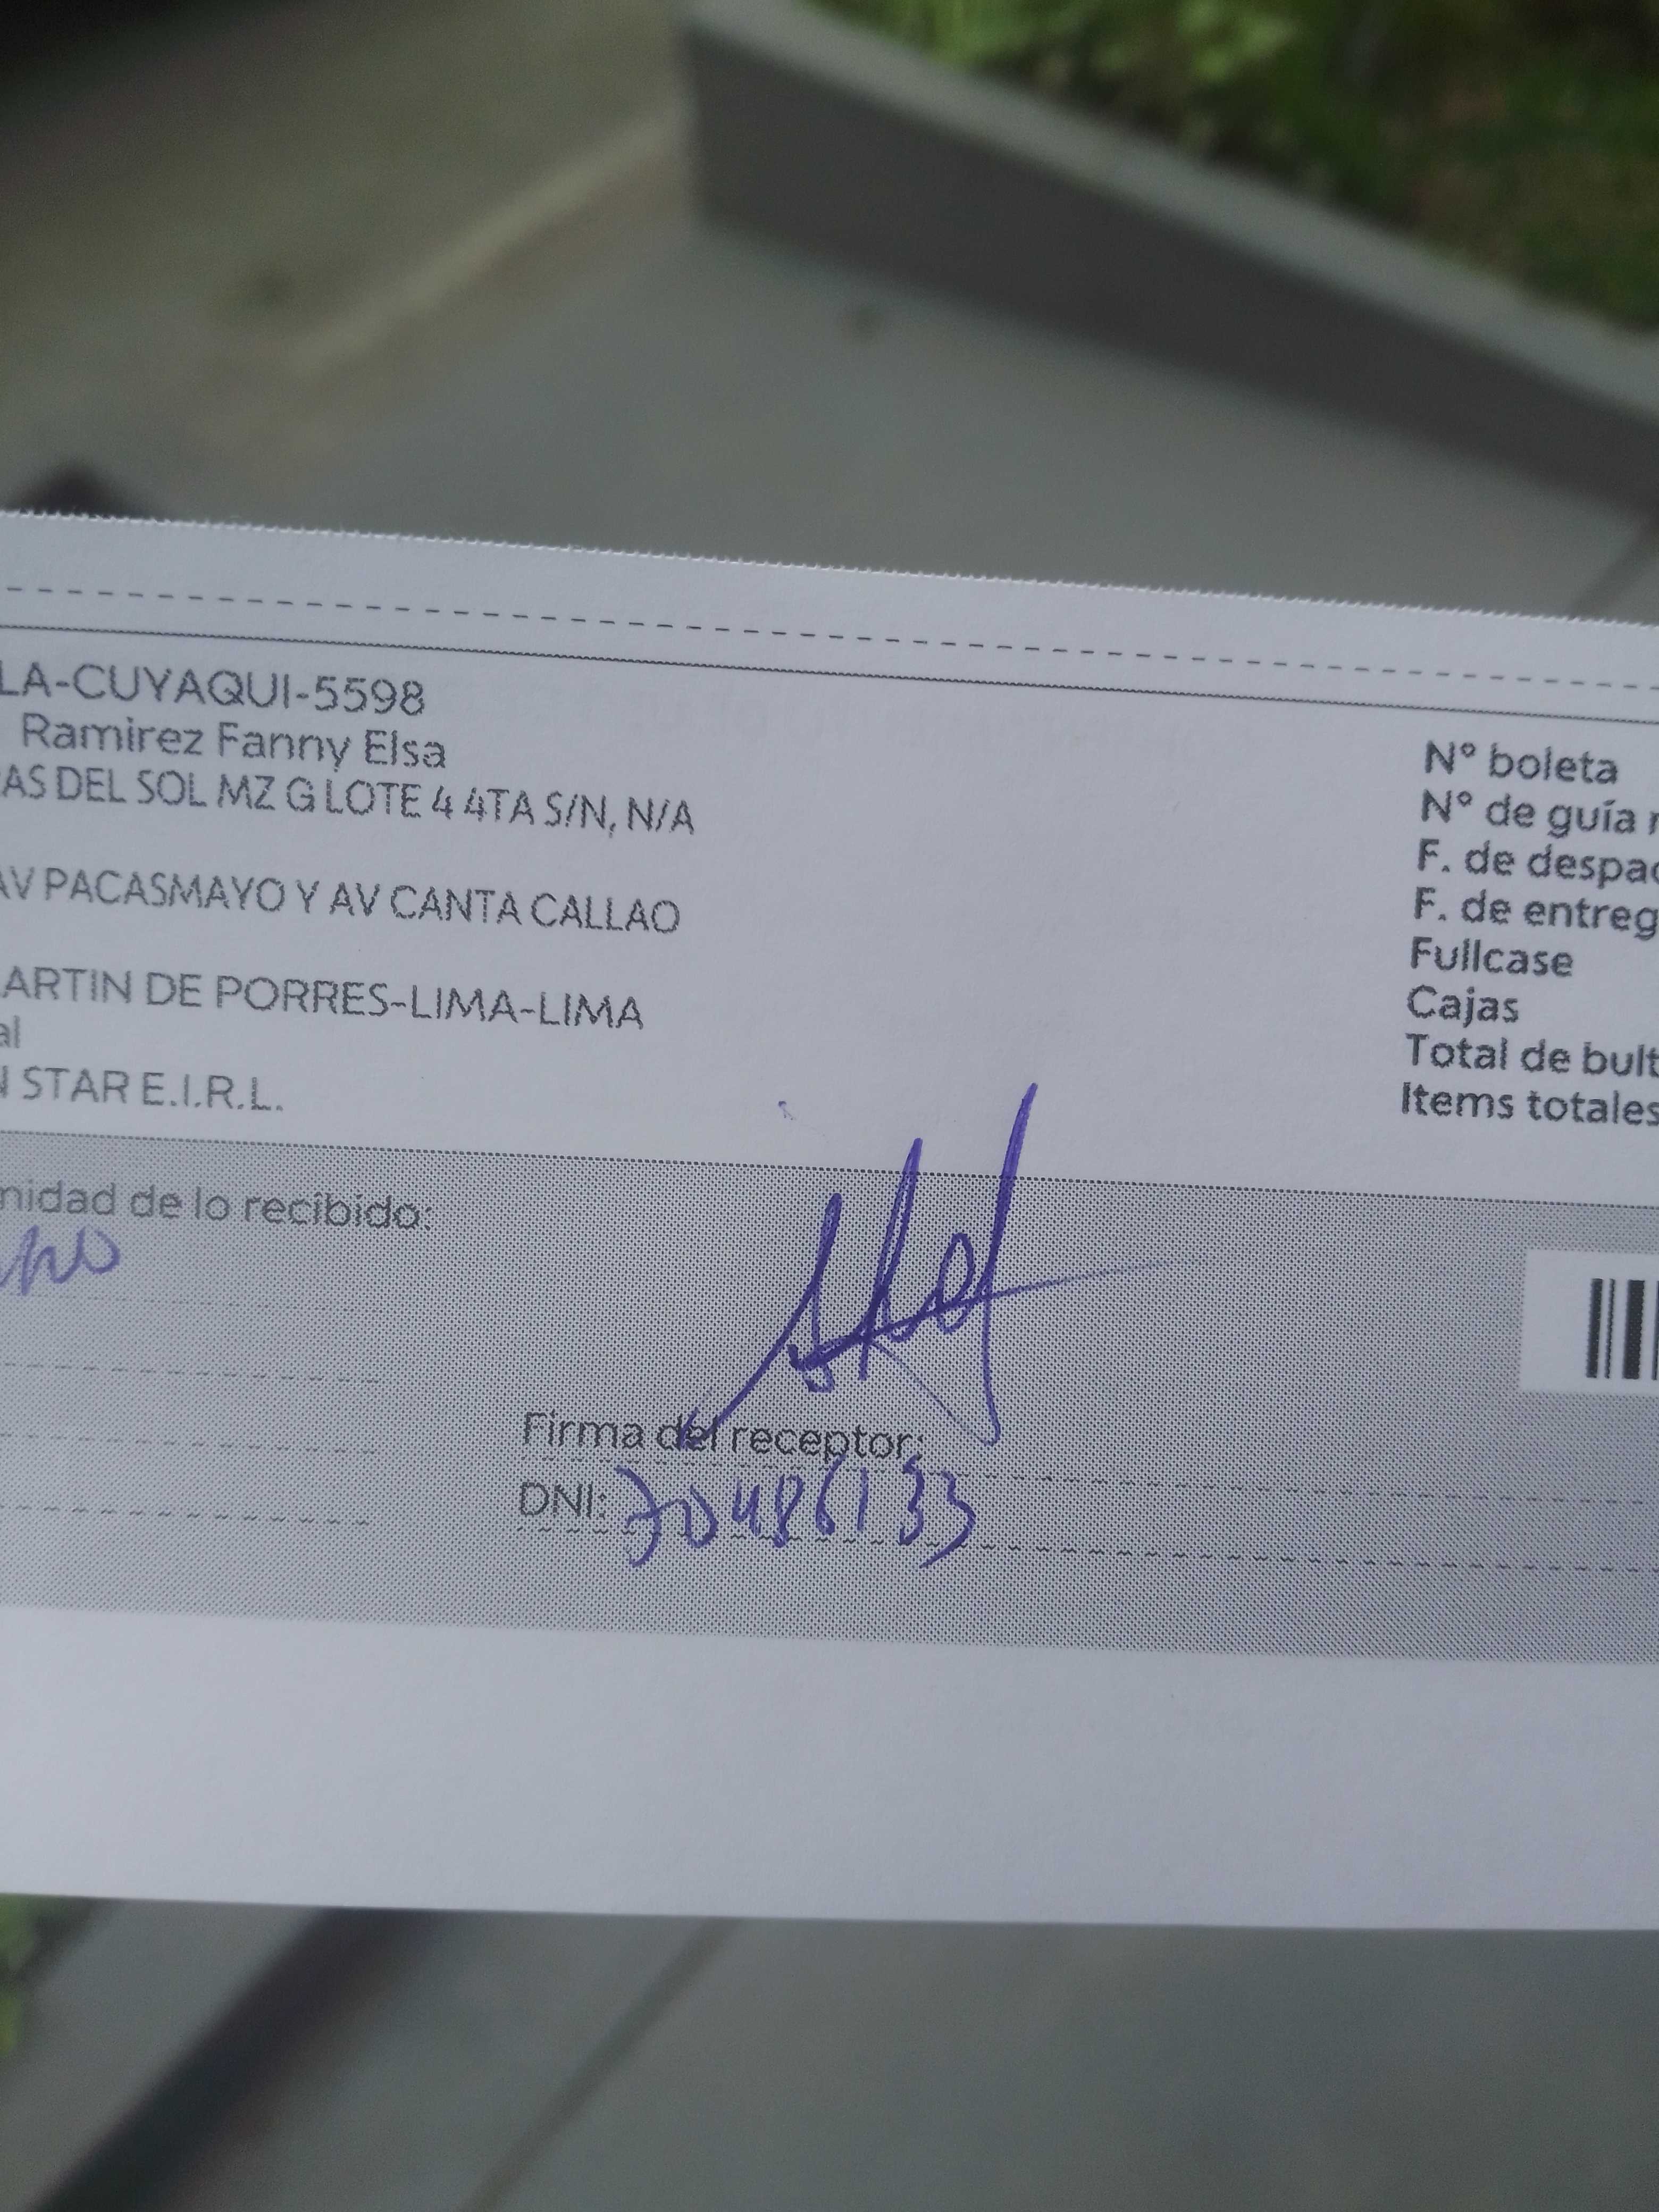 LA-CUYAQUI-5598
Ramirez Fanny Elsa
AS DEL SOL MZ G LOTE 4 4TA S/N, N/A
AV PACASMAYO Y AV CANTA CALLAO
ARTIN DE PORRES-LIMA-LIMA
al
N STAR E.I.R.L.
N° boleta
N° de guía r
F. de despac
F. de entreg
Fullcase
Cajas
Total de bult
Items totales
midad de lo recibido:
Firma del receptor:
DNI: 70486133